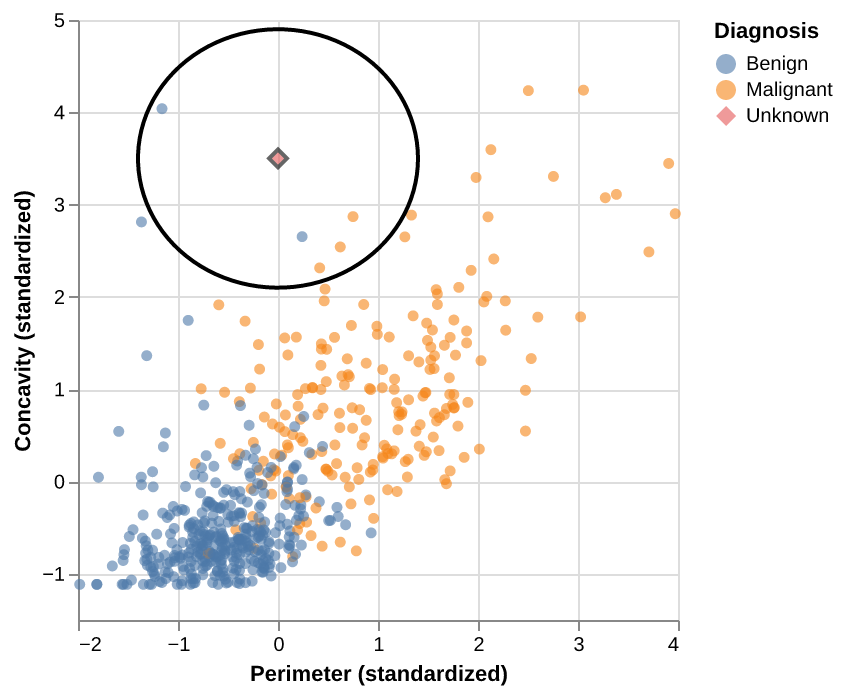 Diagnosis
Benign
Malignant
Unknown
Concavity (standardized)
5
4
3
2
1
0
−1
−2 −1 0 1 2 3 4
Perimeter (standardized)